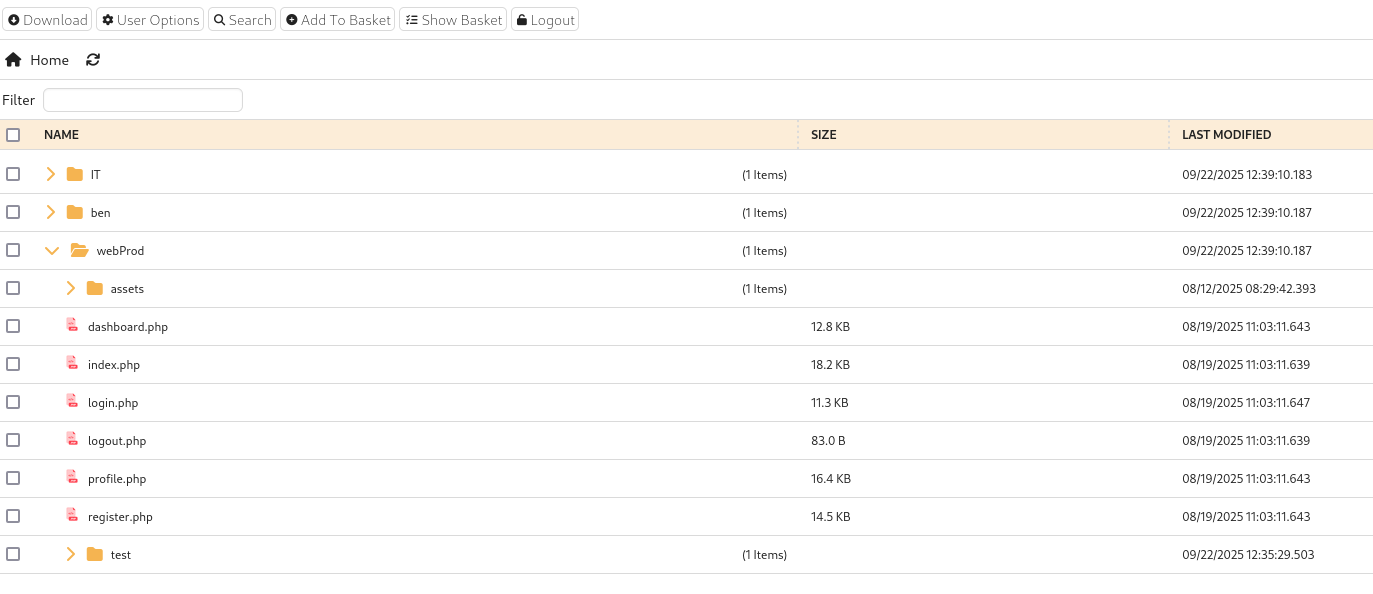 Download User Options Search Add To Basket Show Basket Logout
Home
Filter
NAME SIZE LAST MODIFIED
IT (1 Items) 09/22/2025 12:39:10.183
ben (1 Items) 09/22/2025 12:39:10.187
webProd (1 Items) 09/22/2025 12:39:10.187
assets (1 Items) 08/12/2025 08:29:42.393
dashboard.php 12.8 KB 08/19/2025 11:03:11.643
index.php 18.2 KB 08/19/2025 11:03:11.639
login.php 11.3 KB 08/19/2025 11:03:11.647
logout.php 83.0 B 08/19/2025 11:03:11.639
profile.php 16.4 KB 08/19/2025 11:03:11.643
register.php 14.5 KB 08/19/2025 11:03:11.643
test (1 Items) 09/22/2025 12:35:29.503